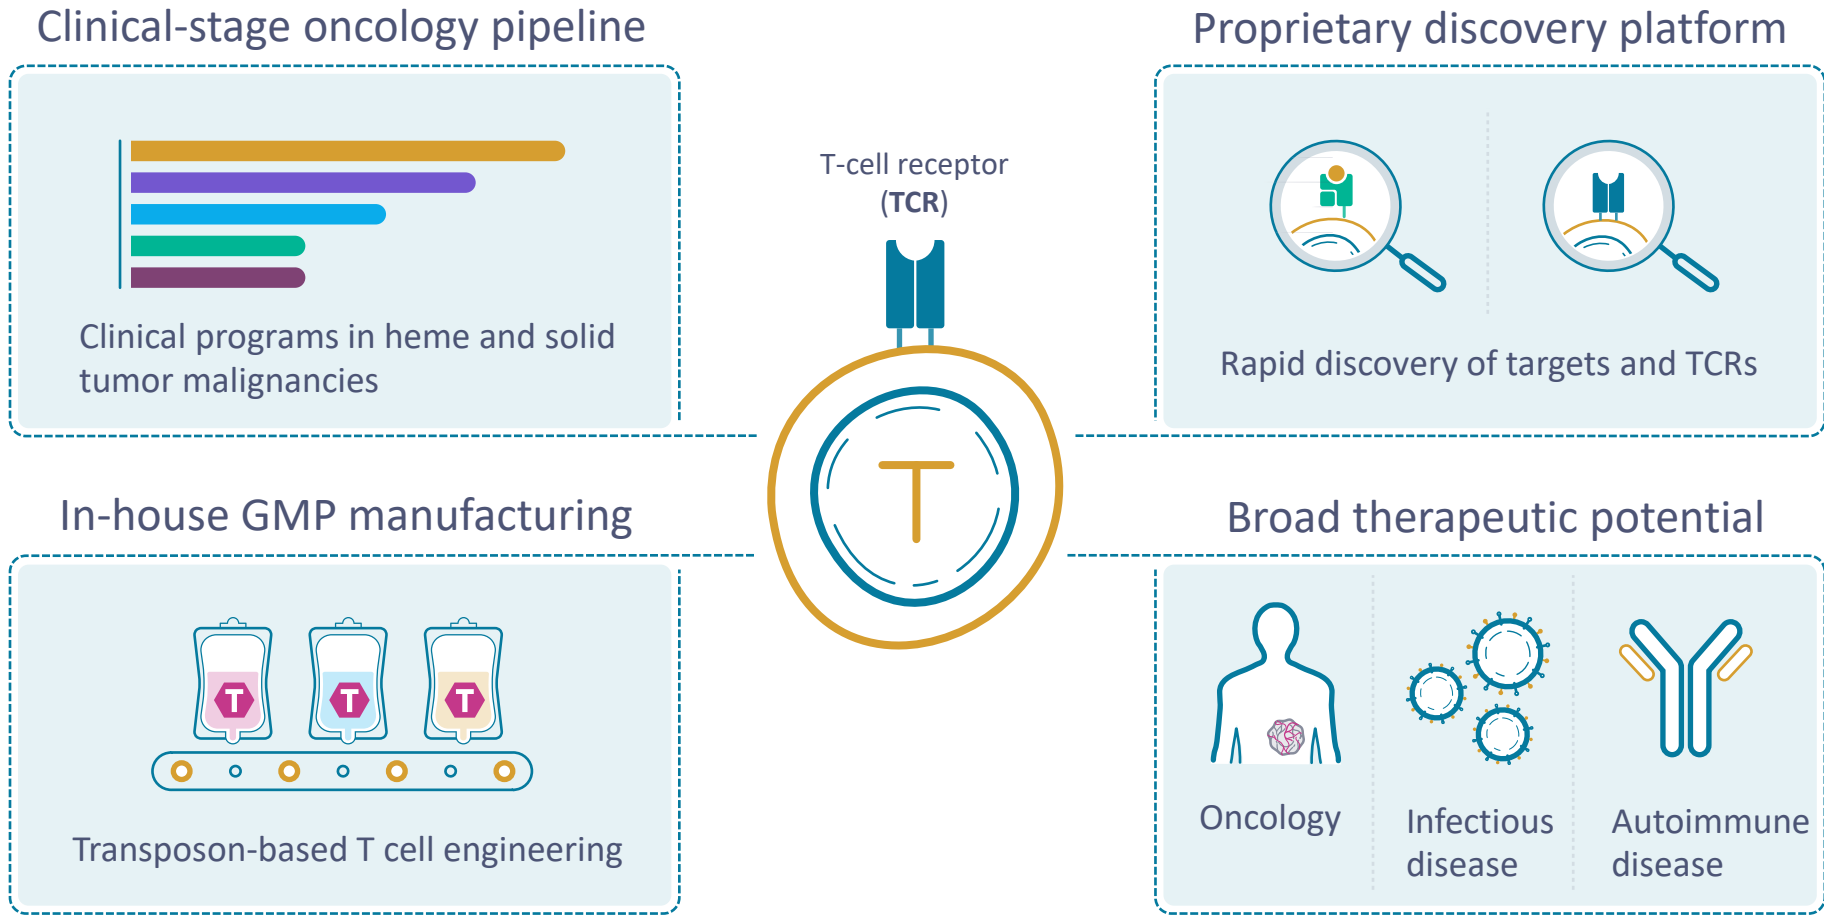 Clinical-stage oncology pipeline
Clinical programs in heme and solid
tumor malignancies
T-cell receptor
(TCR)
T
Proprietary discovery platform
Rapid discovery of targets and TCRs
In-house GMP manufacturing
T T T
Transposon-based T cell engineering
Broad therapeutic potential
Oncology
Infectious
disease
Autoimmune
disease